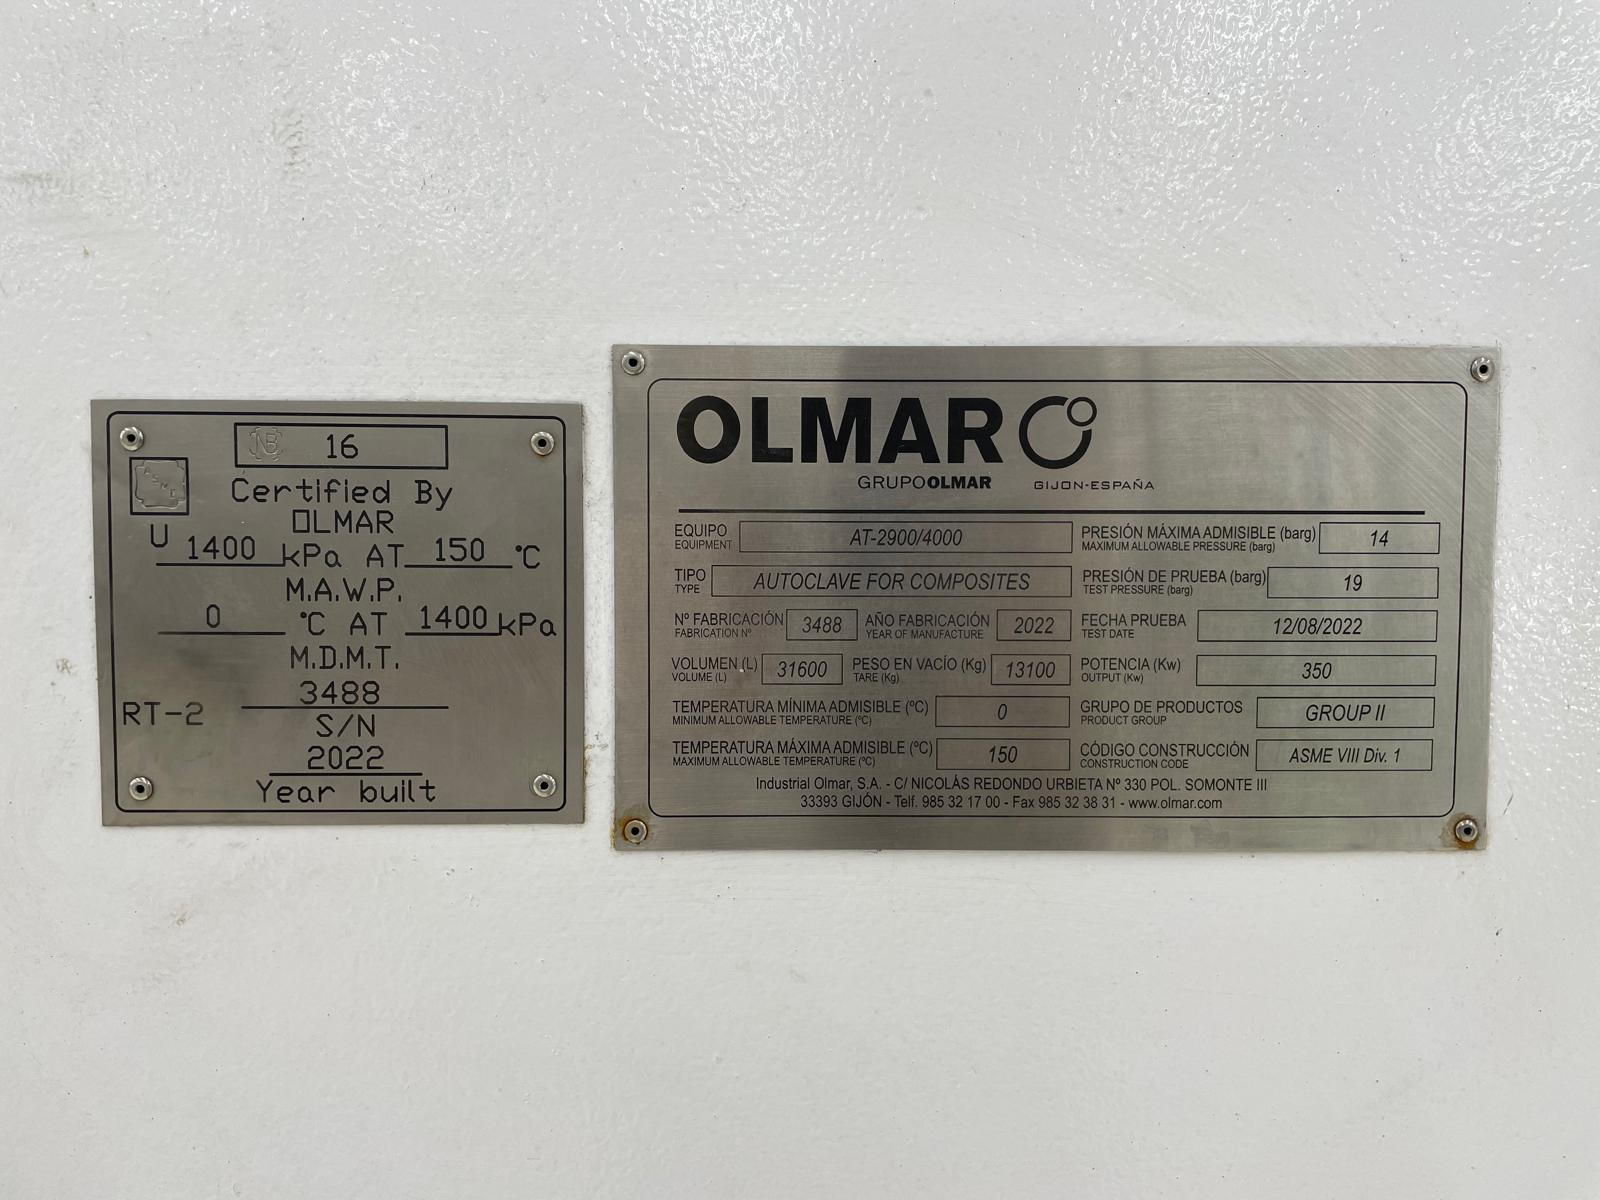 NB 16
ASME
Certified By
OLMAR
U 1400 kPa AT 150 °C
M.A.W.P.
0 °C AT 1400 kPa
M.D.M.T.
3488
RT-2 S/N
2022
Year built
OLMAR
GRUPOOLMAR GIJON-ESPAÑA
EQUIPO AT-2900/4000 PRESIÓN MÁXIMA ADMISIBLE (barg) 14
EQUIPMENT MAXIMUM ALLOWABLE PRESSURE (barg)
TIPO AUTOCLAVE FOR COMPOSITES PRESIÓN DE PRUEBA (barg) 19
TYPE TEST PRESSURE (barg)
Nº FABRICACIÓN 3488 AÑO FABRICACIÓN 2022 FECHA PRUEBA 12/08/2022
FABRICATION Nº YEAR OF MANUFACTURE TEST DATE
VOLUMEN (L) 31600 PESO EN VACÍO (Kg) 13100 POTENCIA (Kw) 350
VOLUME (L) TARE (Kg) OUTPUT (Kw)
TEMPERATURA MÍNIMA ADMISIBLE (ºC) 0 GRUPO DE PRODUCTOS GROUP II
MINIMUM ALLOWABLE TEMPERATURE (ºC) PRODUCT GROUP
TEMPERATURA MÁXIMA ADMISIBLE (ºC) 150 CÓDIGO CONSTRUCCIÓN ASME VIII Div. 1
MAXIMUM ALLOWABLE TEMPERATURE (ºC) CONSTRUCTION CODE
Industrial Olmar, S.A. - C/ NICOLÁS REDONDO URBIETA Nº 330 POL. SOMONTE III
33393 GIJÓN - Telf. 985 32 17 00 - Fax 985 32 38 31 - www.olmar.com